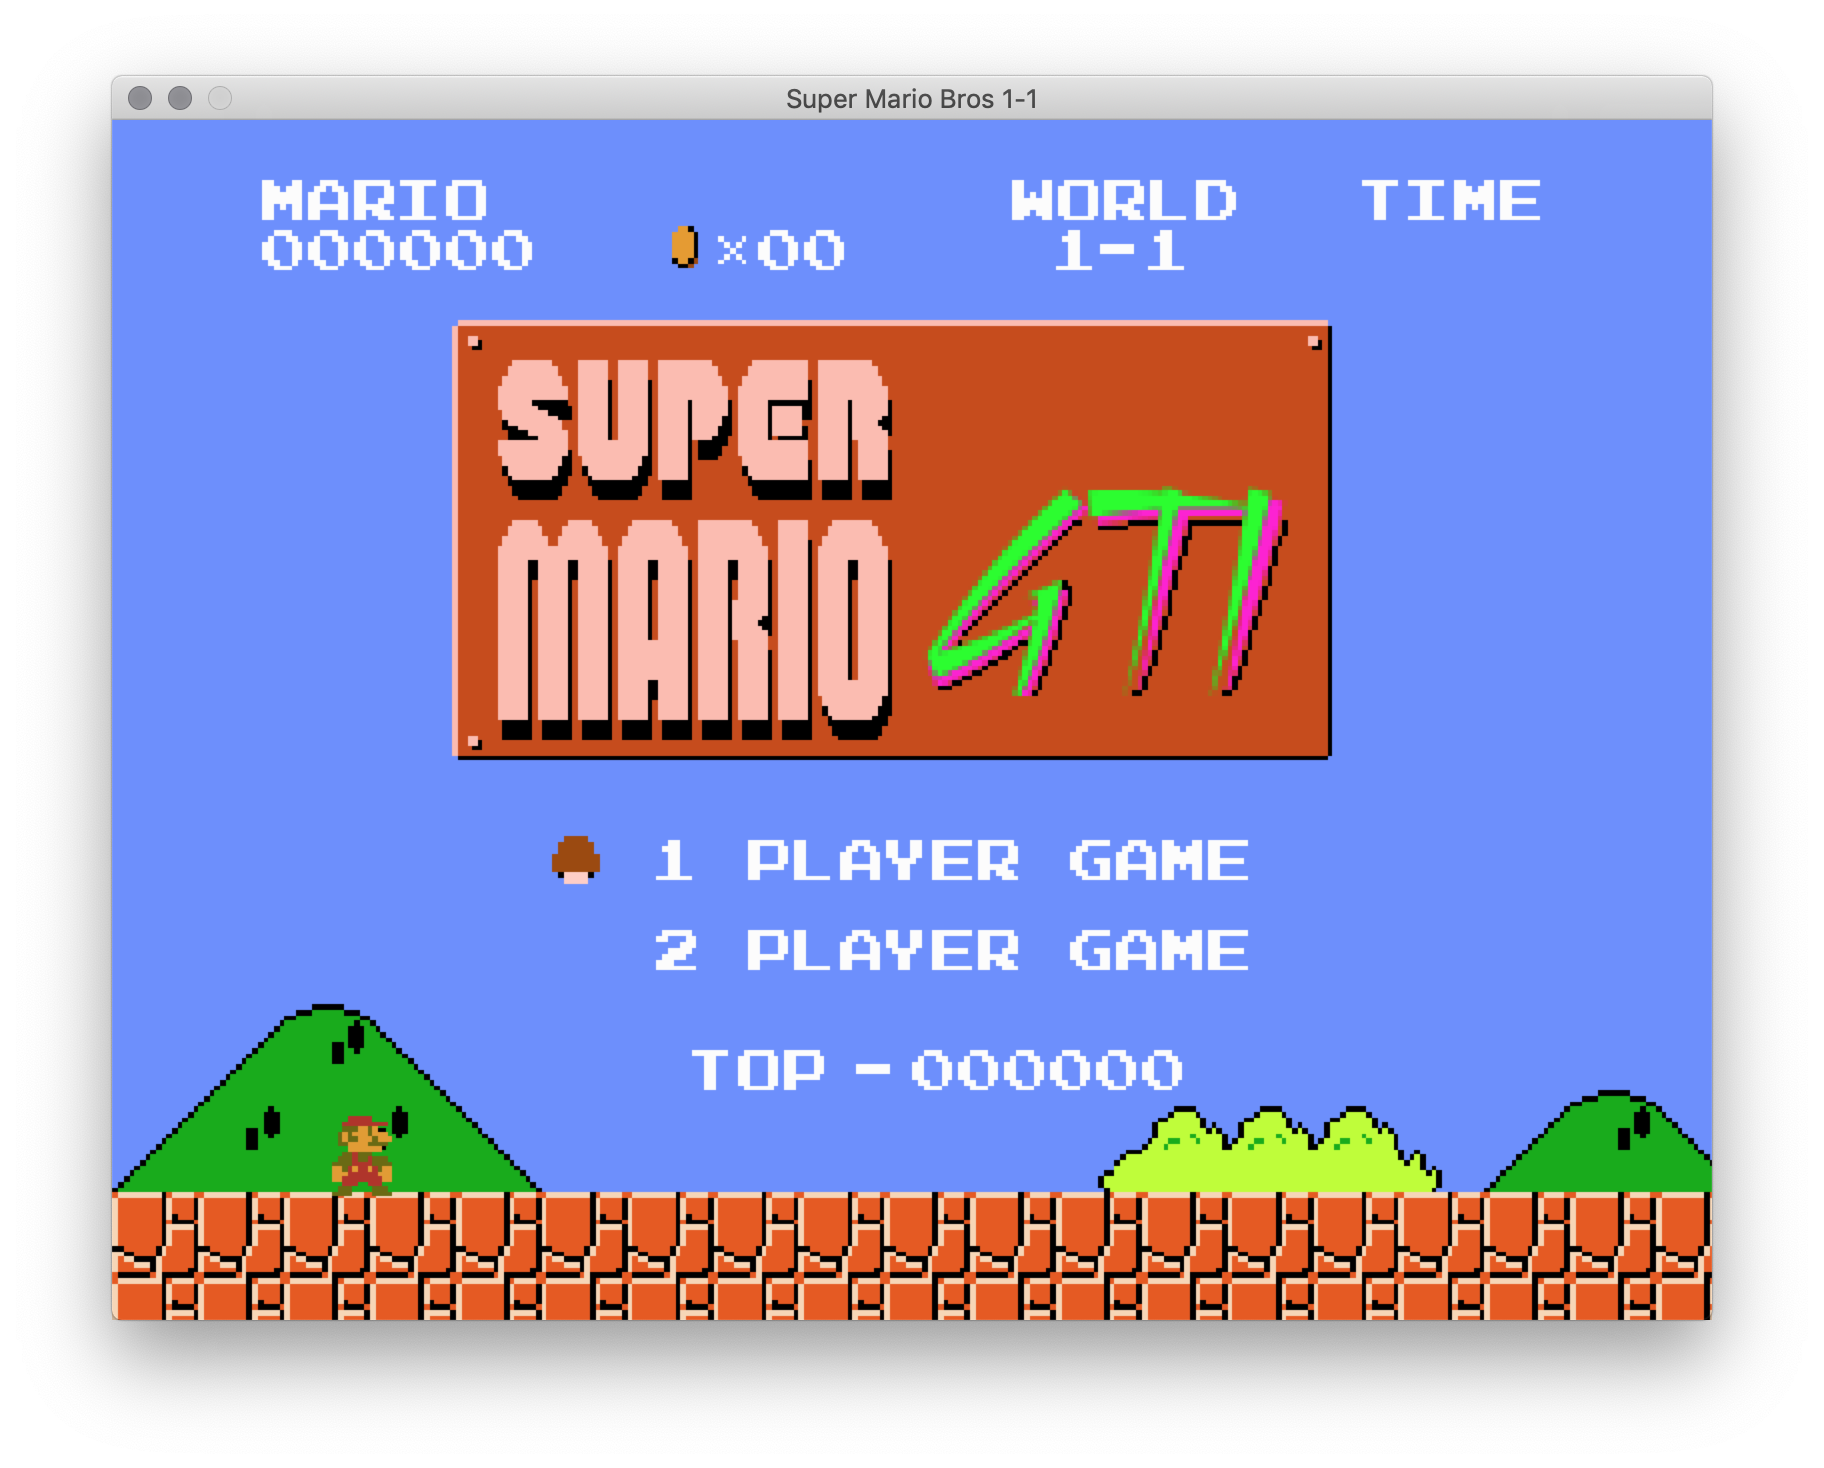 Super Mario Bros 1-1
MARIO WORLD TIME
000000 ×00 1-1
SUPER
MARIO GTI
1 PLAYER GAME
2 PLAYER GAME
TOP - 000000